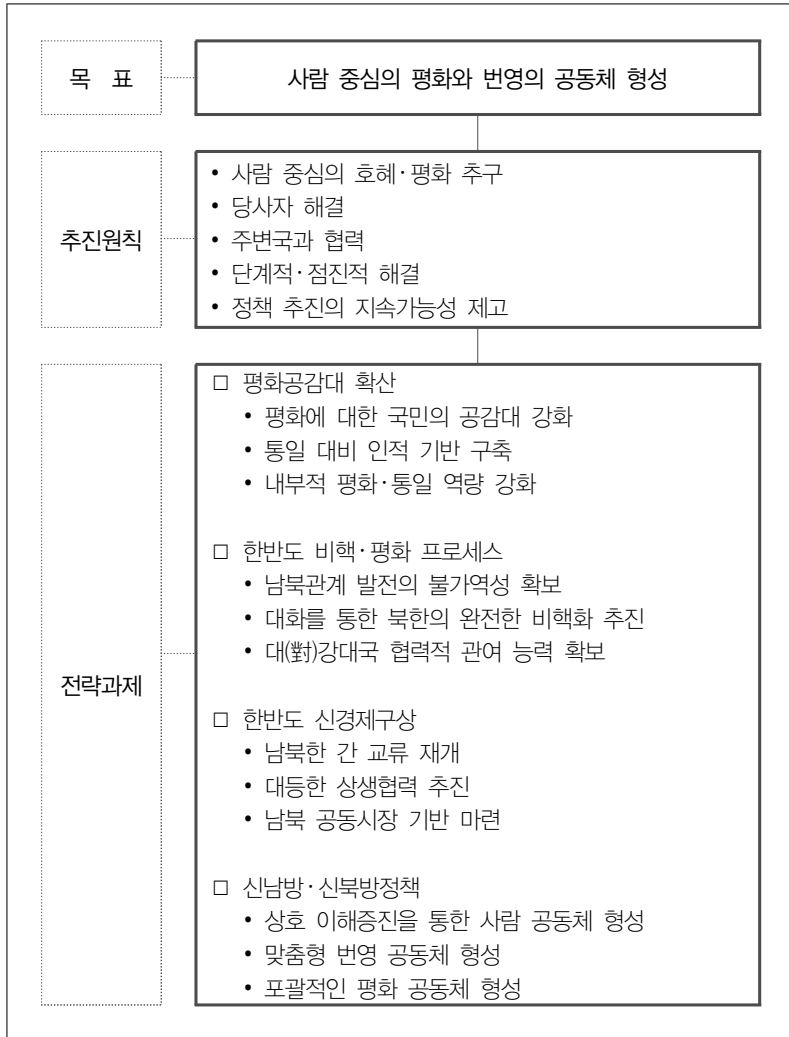 목 표
사람 중심의 평화와 번영의 공동체 형성
추진원칙
• 사람 중심의 호혜·평화 추구
• 당사자 해결
• 주변국과 협력
• 단계적·점진적 해결
• 정책 추진의 지속가능성 제고
전략과제
□ 평화공감대 확산
• 평화에 대한 국민의 공감대 강화
• 통일 대비 인적 기반 구축
• 내부적 평화·통일 역량 강화
□ 한반도 비핵·평화 프로세스
• 남북관계 발전의 불가역성 확보
• 대화를 통한 북한의 완전한 비핵화 추진
• 대(對)강대국 협력적 관여 능력 확보
□ 한반도 신경제구상
• 남북한 간 교류 재개
• 대등한 상생협력 추진
• 남북 공동시장 기반 마련
□ 신남방·신북방정책
• 상호 이해증진을 통한 사람 공동체 형성
• 맞춤형 번영 공동체 형성
• 포괄적인 평화 공동체 형성